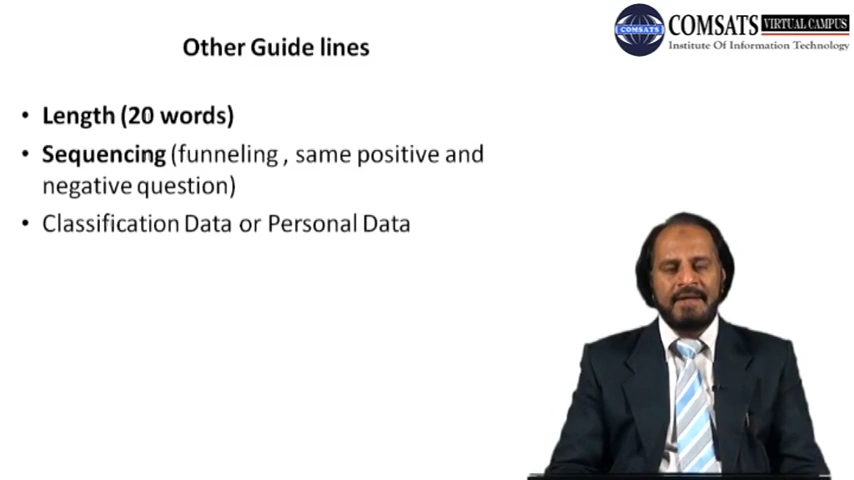 COMSATS VIRTUAL CAMPUS
Institute Of Information Technology
COMSATS
Other Guide lines
• Length (20 words)
• Sequencing (funneling , same positive and
negative question)
• Classification Data or Personal Data